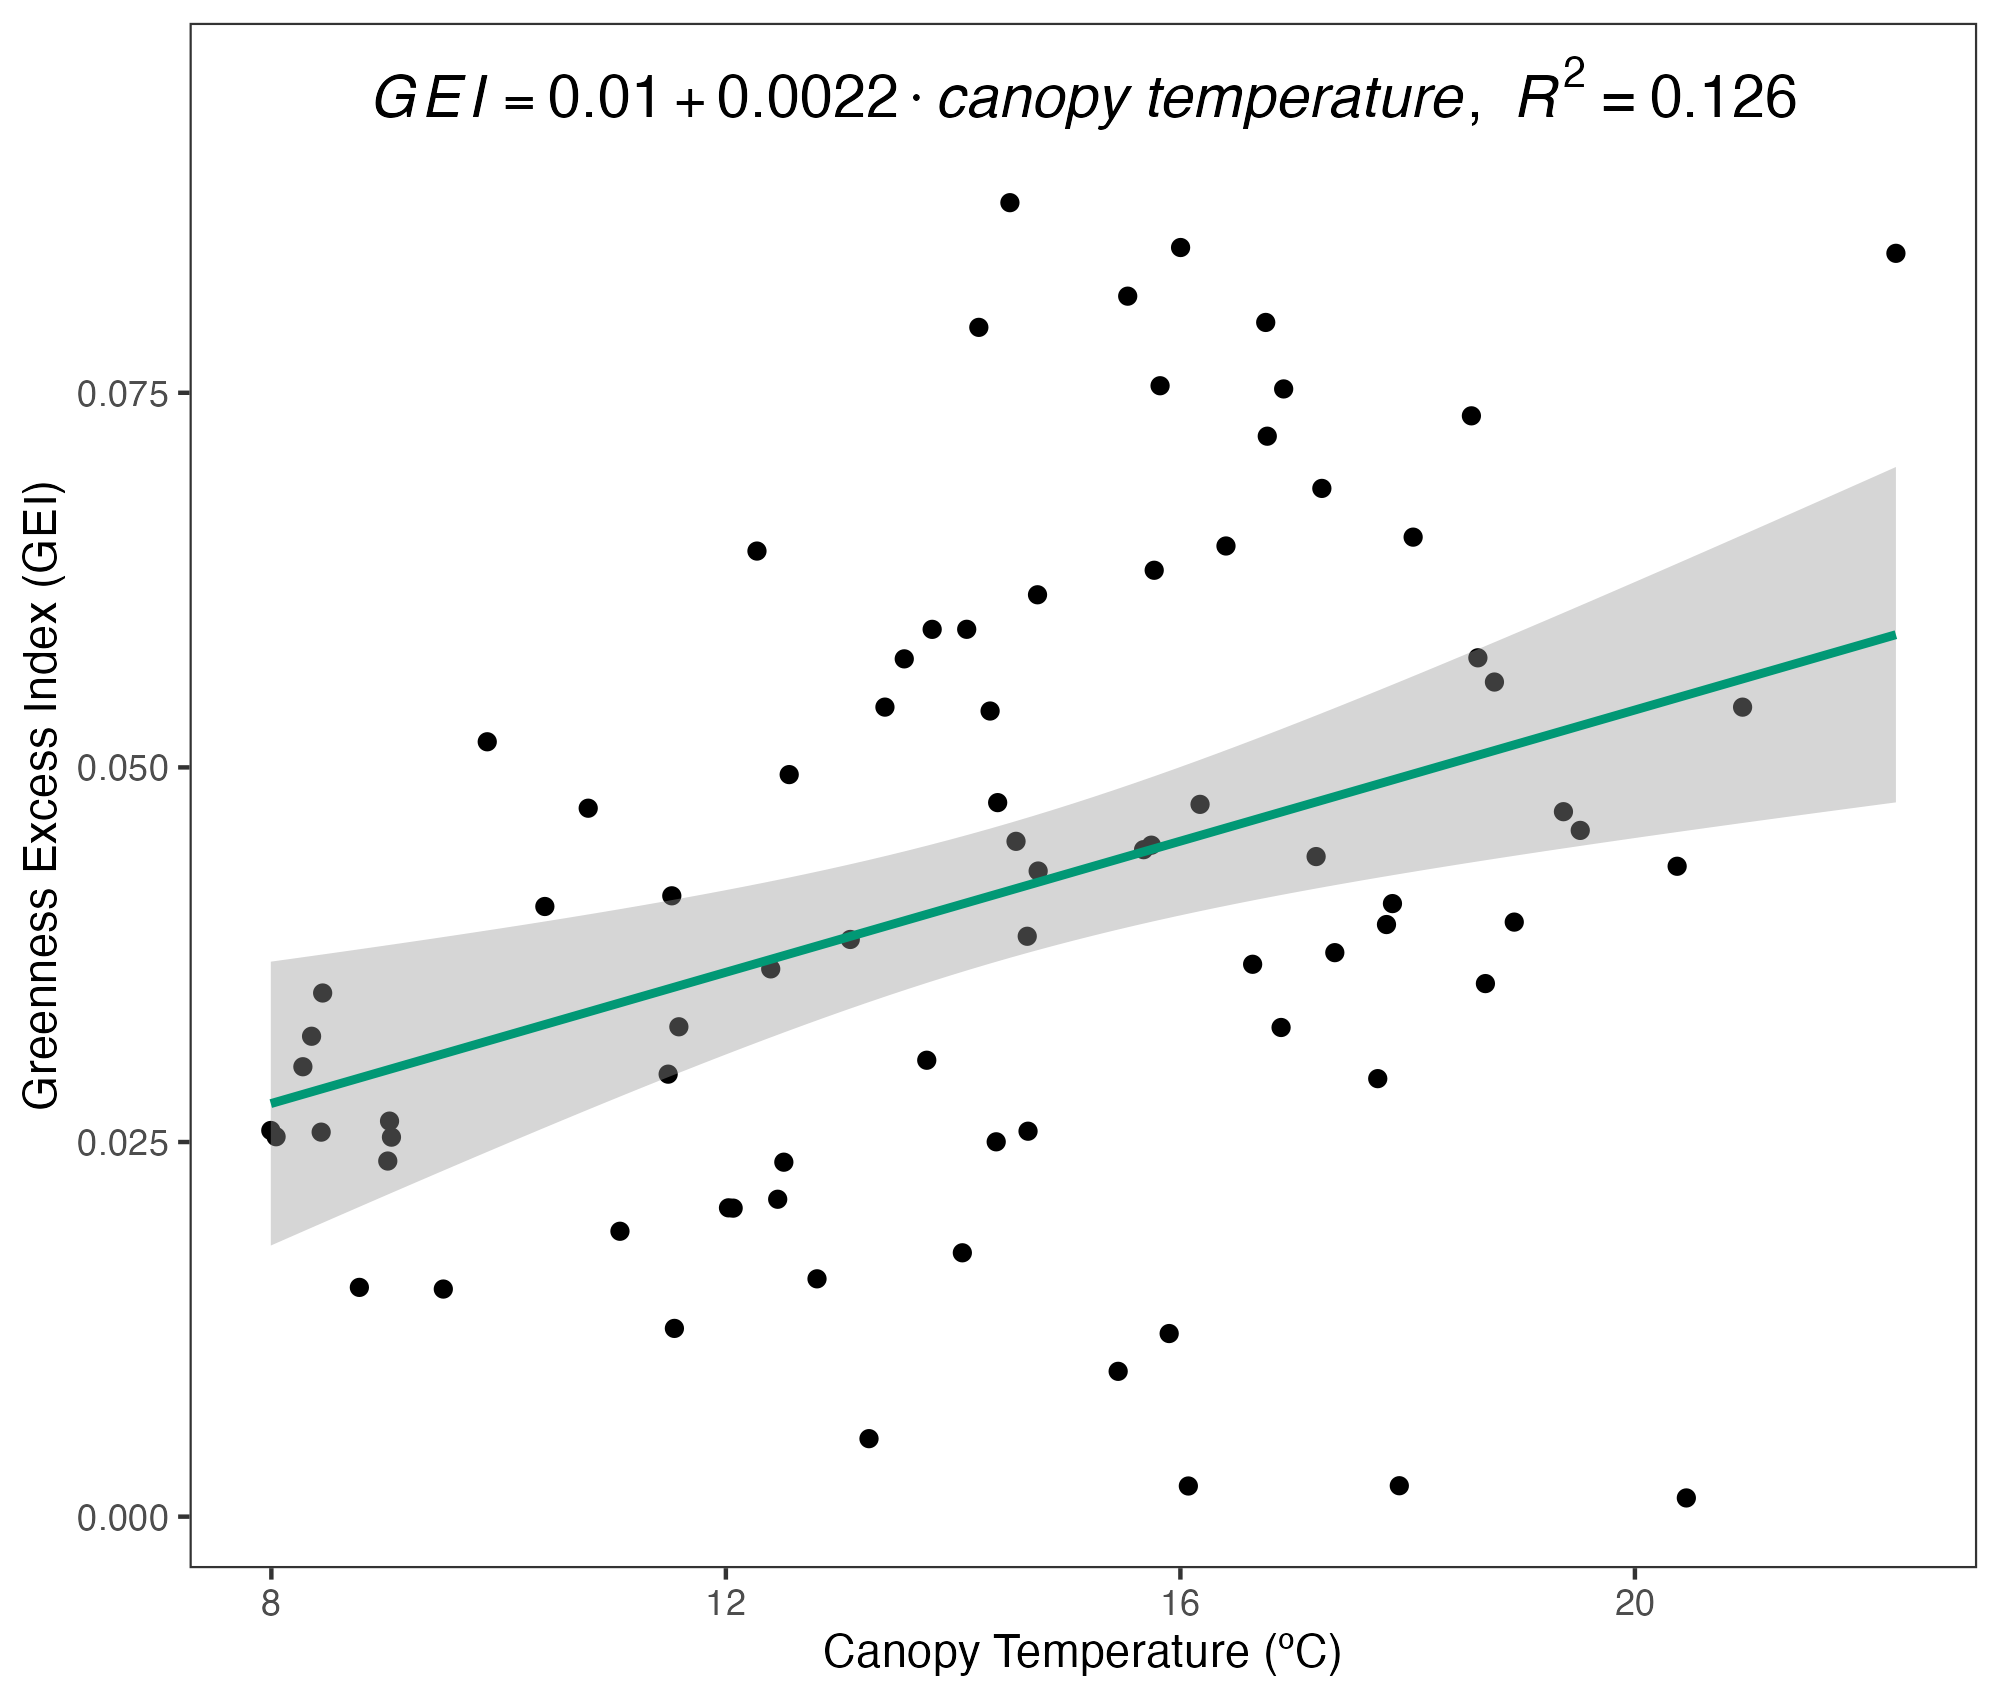 GEI = 0.01 + 0.0022 · canopy temperature, R² = 0.126
Greenness Excess Index (GEI)
0.075
0.050
0.025
0.000
8 12 16 20
Canopy Temperature (ºC)